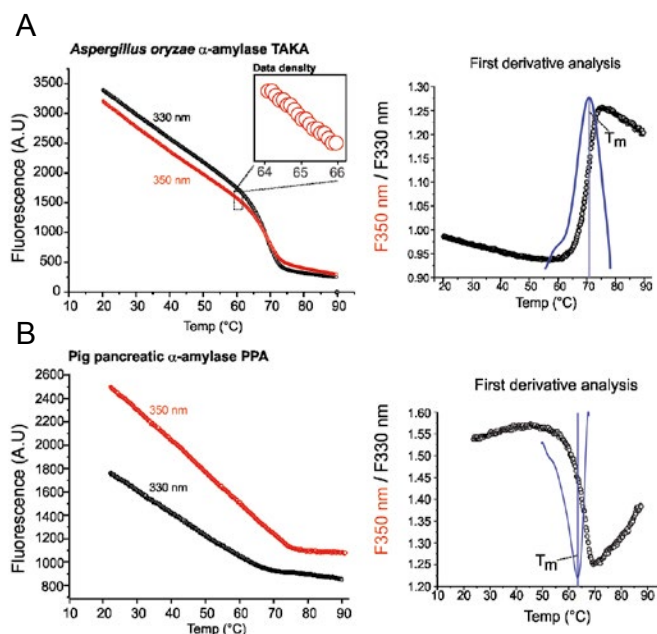 A
Aspergillus oryzae α-amylase TAKA
Data density
64 65 66
330 nm
350 nm
Fluorescence (A.U)
3500
3000
2500
2000
1500
1000
500
0
10 20 30 40 50 60 70 80 90
Temp (°C)
First derivative analysis
Tm
F350 nm / F330 nm
1.30
1.25
1.20
1.15
1.10
1.05
1.00
0.95
0.90
20 30 40 50 60 70 80 90
Temp (°C)
B
Pig pancreatic α-amylase PPA
350 nm
330 nm
Fluorescence (A.U)
2600
2400
2200
2000
1800
1600
1400
1200
1000
800
10 20 30 40 50 60 70 80 90
Temp (°C)
First derivative analysis
Tm
F350 nm / F330 nm
1.60
1.55
1.50
1.45
1.40
1.35
1.30
1.25
1.20
10 20 30 40 50 60 70 80 90
Temp (°C)